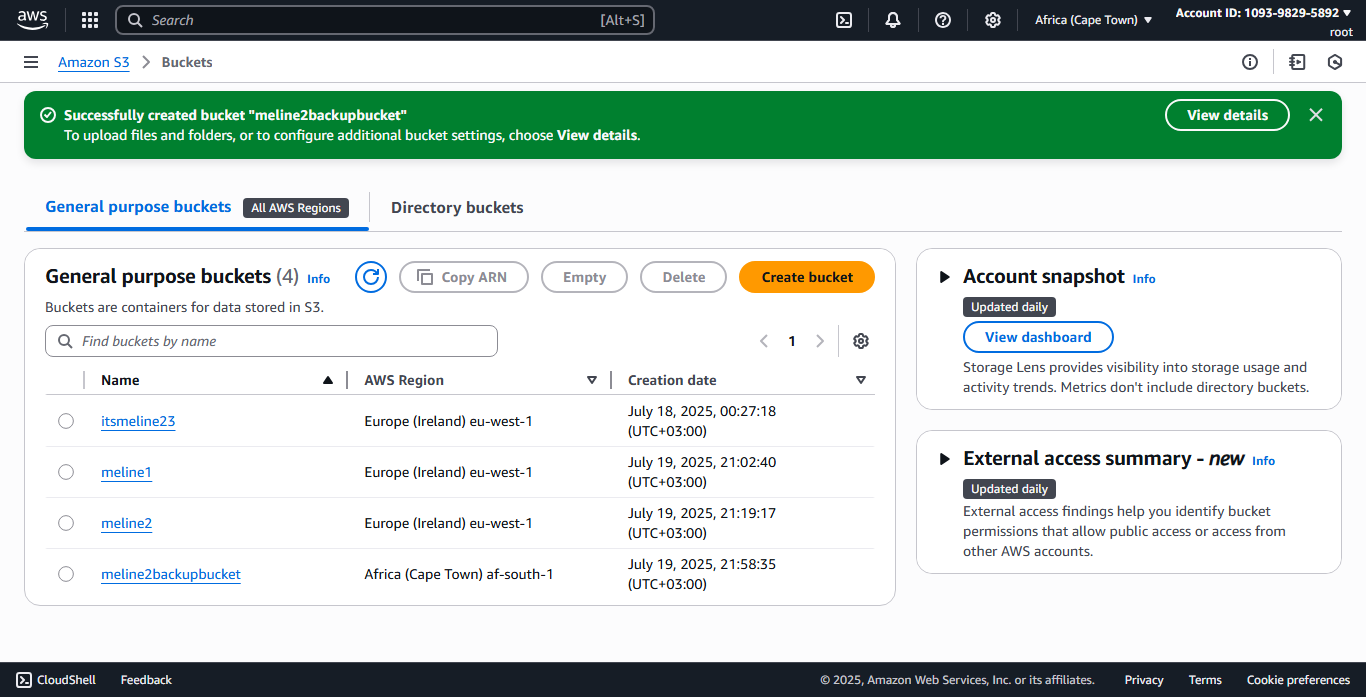 aws
Search [Alt+S]
Africa (Cape Town)
Account ID: 1093-9829-5892
root
Amazon S3 Buckets
Successfully created bucket "meline2backupbucket"
To upload files and folders, or to configure additional bucket settings, choose View details.
View details
General purpose buckets All AWS Regions
Directory buckets
General purpose buckets (4) Info
Copy ARN
Empty
Delete
Create bucket
Buckets are containers for data stored in S3.
Find buckets by name
1
Name AWS Region Creation date
itsmeline23 Europe (Ireland) eu-west-1 July 18, 2025, 00:27:18
(UTC+03:00)
meline1 Europe (Ireland) eu-west-1 July 19, 2025, 21:02:40
(UTC+03:00)
meline2 Europe (Ireland) eu-west-1 July 19, 2025, 21:19:17
(UTC+03:00)
meline2backupbucket Africa (Cape Town) af-south-1 July 19, 2025, 21:58:35
(UTC+03:00)
Account snapshot Info
Updated daily
View dashboard
Storage Lens provides visibility into storage usage and
activity trends. Metrics don't include directory buckets.
External access summary - new Info
Updated daily
External access findings help you identify bucket
permissions that allow public access or access from
other AWS accounts.
CloudShell Feedback © 2025, Amazon Web Services, Inc. or its affiliates. Privacy Terms Cookie preferences